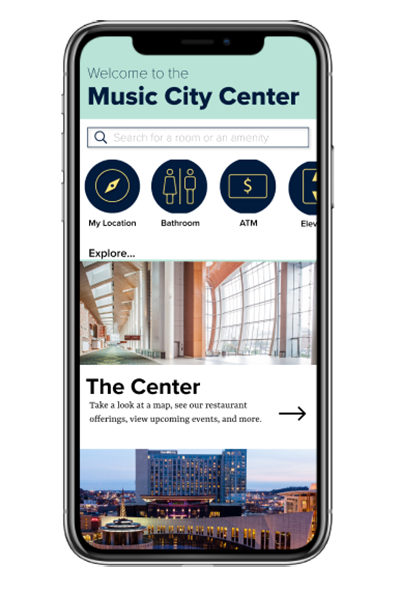 Welcome to the
Music City Center
Search for a room or an amenity
My Location
Bathroom
ATM
Elev
Explore...
The Center
Take a look at a map, see our restaurant
offerings, view upcoming events, and more.